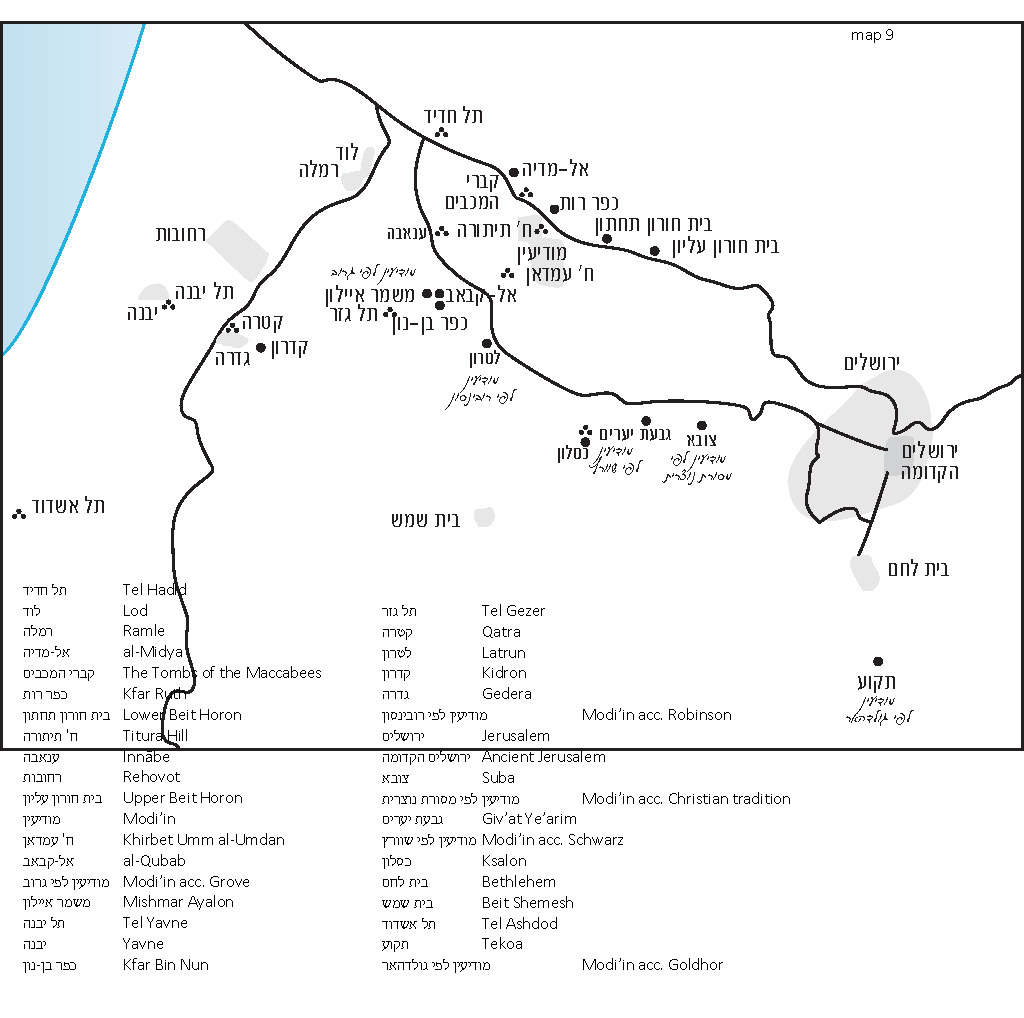 map 9
תל חדיד
לוד
רמלה
אל-מדיה
קברי
המכבים
כפר רות
בית חורון תחתון
בית חורון עליון
ח' תיתורה
ענאבה
מודיעין
ח' עמדאן
רחובות
מודיעין לפי גרוב
משמר איילון
אל-קבאב
תל יבנה
יבנה
תל גזר
כפר בן-נון
קטרה
קדרון
גדרה
לטרון
מודיעין
לפי רובינסון
ירושלים
גבעת יערים
צובא
כסלון
מודיעין
לפי שוורץ
מודיעין לפי
מסורת נוצרית
ירושלים
הקדומה
תל אשדוד
בית שמש
בית לחם
תקוע
מודיעין
לפי גולדהאר
תל חדיד Tel Hadid
לוד Lod
רמלה Ramle
אל-מדיה al-Midya
קברי המכבים The Tombs of the Maccabees
כפר רות Kfar Ruth
בית חורון תחתון Lower Beit Horon
ח' תיתורה Titura Hill
ענאבה Innābe
רחובות Rehovot
בית חורון עליון Upper Beit Horon
מודיעין Modi'in
ח' עמדאן Khirbet Umm al-Umdan
אל-קבאב al-Qubab
מודיעין לפי גרוב Modi'in acc. Grove
משמר איילון Mishmar Ayalon
תל יבנה Tel Yavne
יבנה Yavne
כפר בן-נון Kfar Bin Nun
תל גזר Tel Gezer
קטרה Qatra
לטרון Latrun
קדרון Kidron
גדרה Gedera
מודיעין לפי רובינסון Modi'in acc. Robinson
ירושלים Jerusalem
ירושלים הקדומה Ancient Jerusalem
צובא Suba
מודיעין לפי מסורת נוצרית Modi'in acc. Christian tradition
גבעת יערים Giv'at Ye'arim
מודיעין לפי שוורץ Modi'in acc. Schwarz
כסלון Ksalon
בית לחם Bethlehem
בית שמש Beit Shemesh
תל אשדוד Tel Ashdod
תקוע Tekoa
מודיעין לפי גולדהאר Modi'in acc. Goldhor